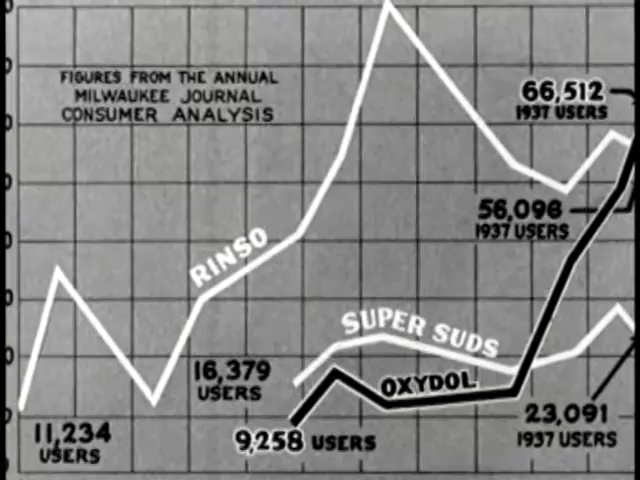 FIGURES FROM THE ANNUAL
MILWAUKEE JOURNAL
CONSUMER ANALYSIS
66,512
1937 USERS
56,096
1937 USERS
RINSO
SUPER SUDS
16,379
USERS
OXYDOL
11,234
USERS
9,258 USERS
23,091
1937 USERS